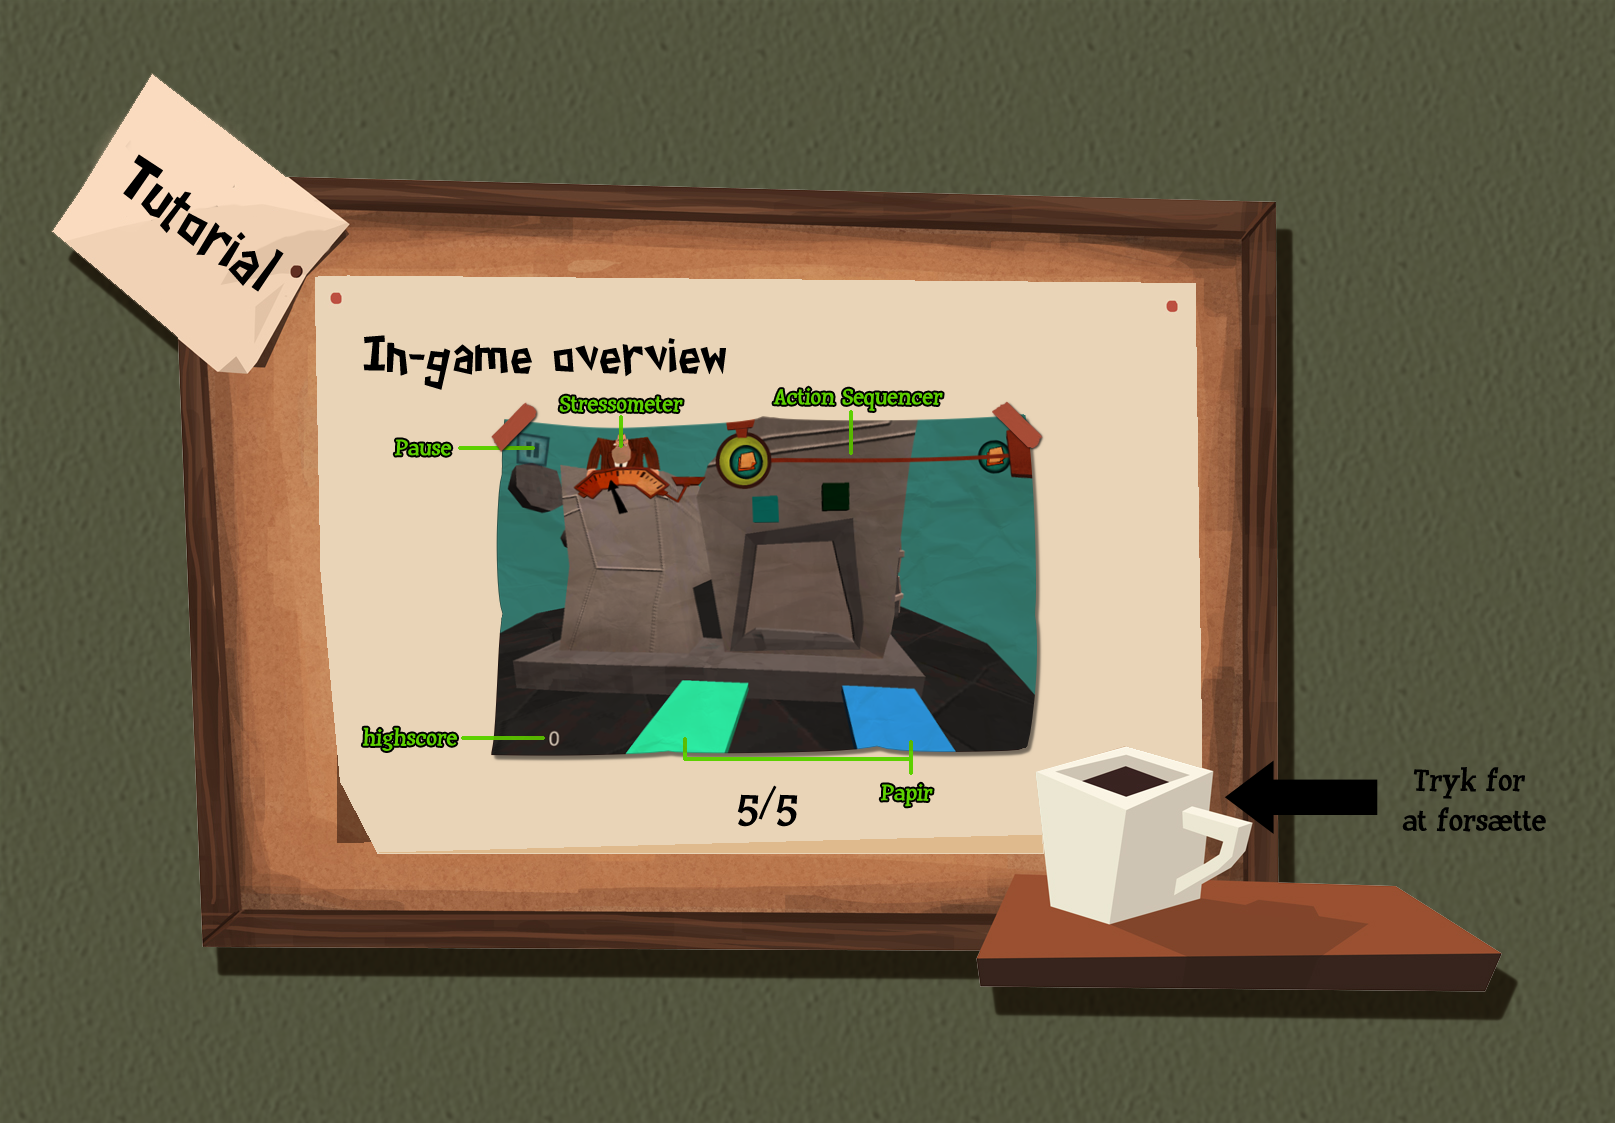 Tutorial
In-game overview
Stressometer
Action Sequencer
Pause
highscore
0
Papir
5/5
Tryk for
at forsætte